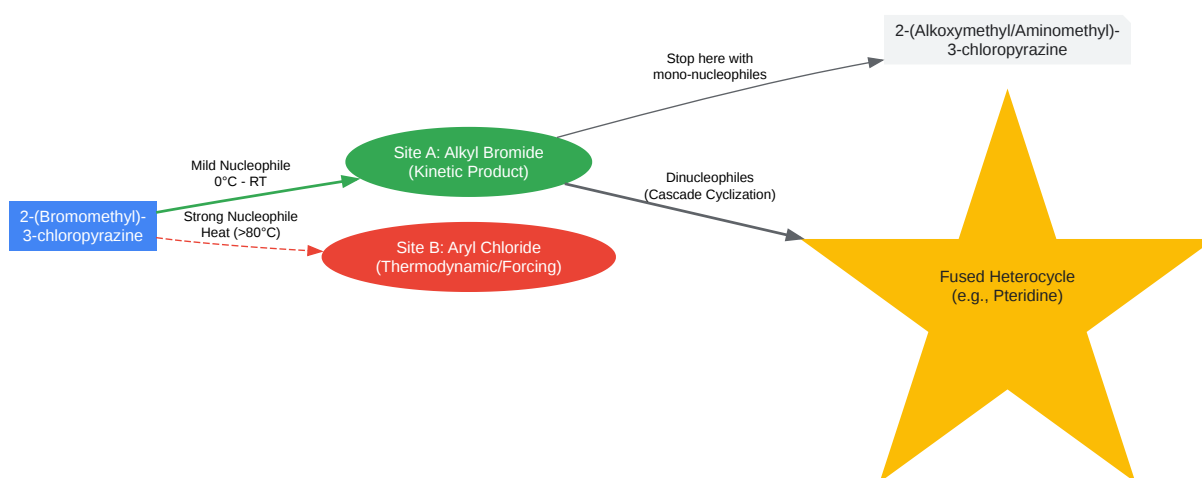 2-(Bromomethyl)-
3-chloropyrazine
Mild Nucleophile
0°C - RT
Strong Nucleophile
Heat (>80°C)
Site A: Alkyl Bromide
(Kinetic Product)
Site B: Aryl Chloride
(Thermodynamic/Forcing)
Stop here with
mono-nucleophiles
Dinucleophiles
(Cascade Cyclization)
2-(Alkoxymethyl/Aminomethyl)-
3-chloropyrazine
Fused Heterocycle
(e.g., Pteridine)